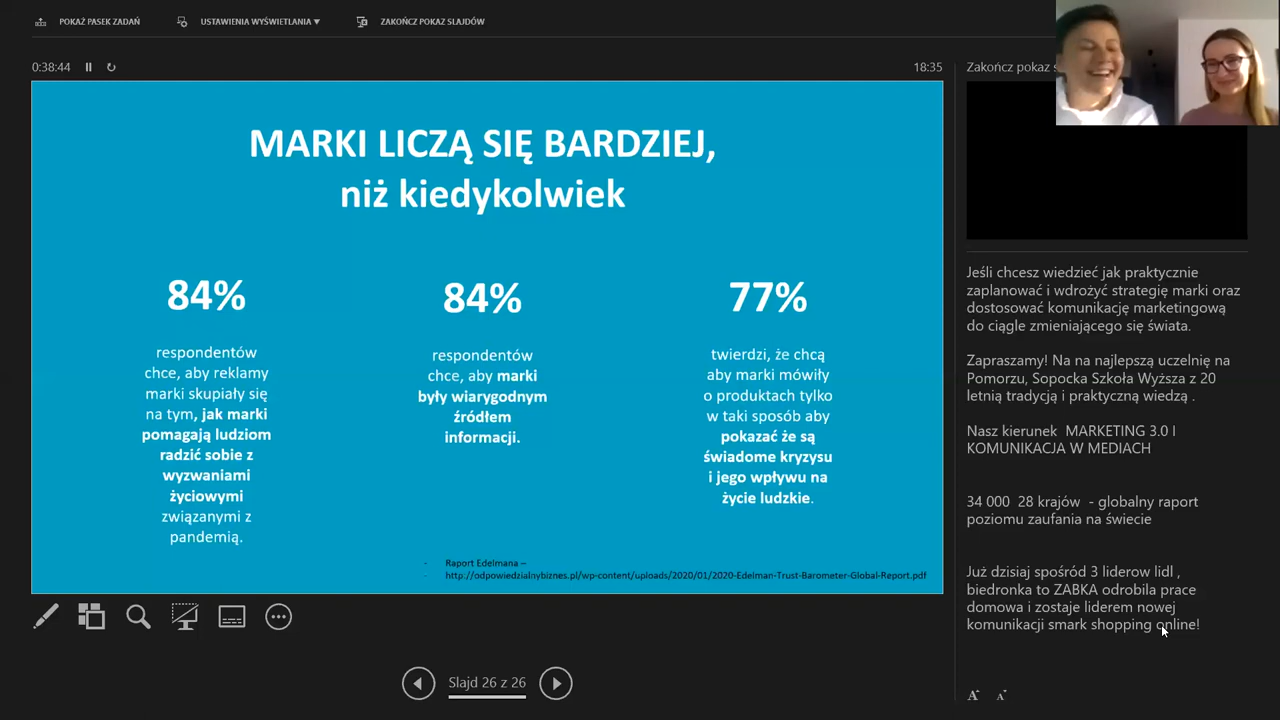 POKAŻ PASEK ZADAŃ
USTAWIENIA WYŚWIETLANIA ▼
ZAKOŃCZ POKAZ SLAJDÓW
0:38:44
18:35
MARKI LICZĄ SIĘ BARDZIEJ,
niż kiedykolwiek
84%
respondentów
chce, aby reklamy
marki skupiały się
na tym, jak marki
pomagają ludziom
radzić sobie z
wyzwaniami
życiowymi
związanymi z
pandemią.
84%
respondentów
chce, aby marki
były wiarygodnym
źródłem
informacji.
77%
twierdzi, że chcą
aby marki mówiły
o produktach tylko
w taki sposób aby
pokazać że są
świadome kryzysu
i jego wpływu na
życie ludzkie.
- Raport Edelmana –
- http://odpowiedzialnybiznes.pl/wp-content/uploads/2020/01/2020-Edelman-Trust-Barometer-Global-Report.pdf
Slajd 26 z 26
Zakończ pokaz
Jeśli chcesz wiedzieć jak praktycznie
zaplanować i wdrożyć strategię marki oraz
dostosować komunikację marketingową
do ciągle zmieniającego się świata.
Zapraszamy! Na na najlepszą uczelnię na
Pomorzu, Sopocka Szkoła Wyższa z 20
letnią tradycją i praktyczną wiedzą .
Nasz kierunek MARKETING 3.0 I
KOMUNIKACJA W MEDIACH
34 000 28 krajów - globalny raport
poziomu zaufania na świecie
Już dzisiaj spośród 3 liderow lidl ,
biedronka to ZABKA odrobila prace
domowa i zostaje liderem nowej
komunikacji smark shopping online!
A A